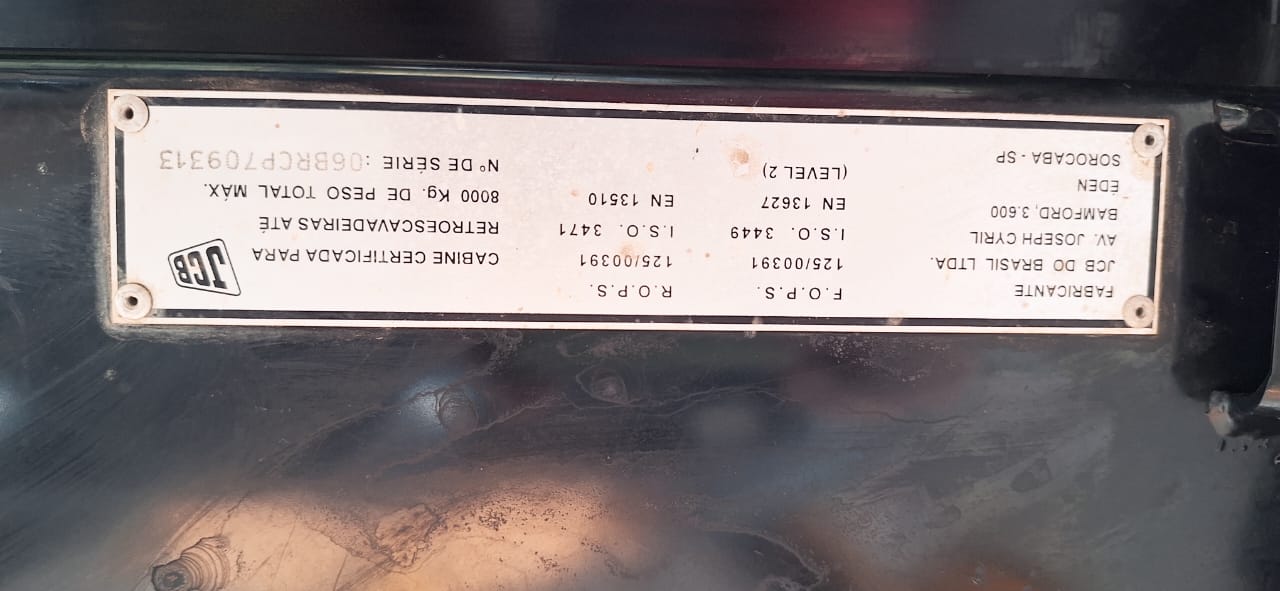 FABRICANTE
JCB DO BRASIL LTDA.
AV. JOSEPH CYRIL
BAMFORD, 3.600
ÉDEN
SOROCABA - SP
F.O.P.S.
125/00391
I.S.O. 3449
EN 13627
(LEVEL 2)
R.O.P.S.
125/00391
I.S.O. 3471
EN 13510
CABINE CERTIFICADA PARA
RETROESCAVADEIRAS ATÉ
8000 Kg. DE PESO TOTAL MÁX.
Nº DE SÉRIE : 06BRCP709313
JCB